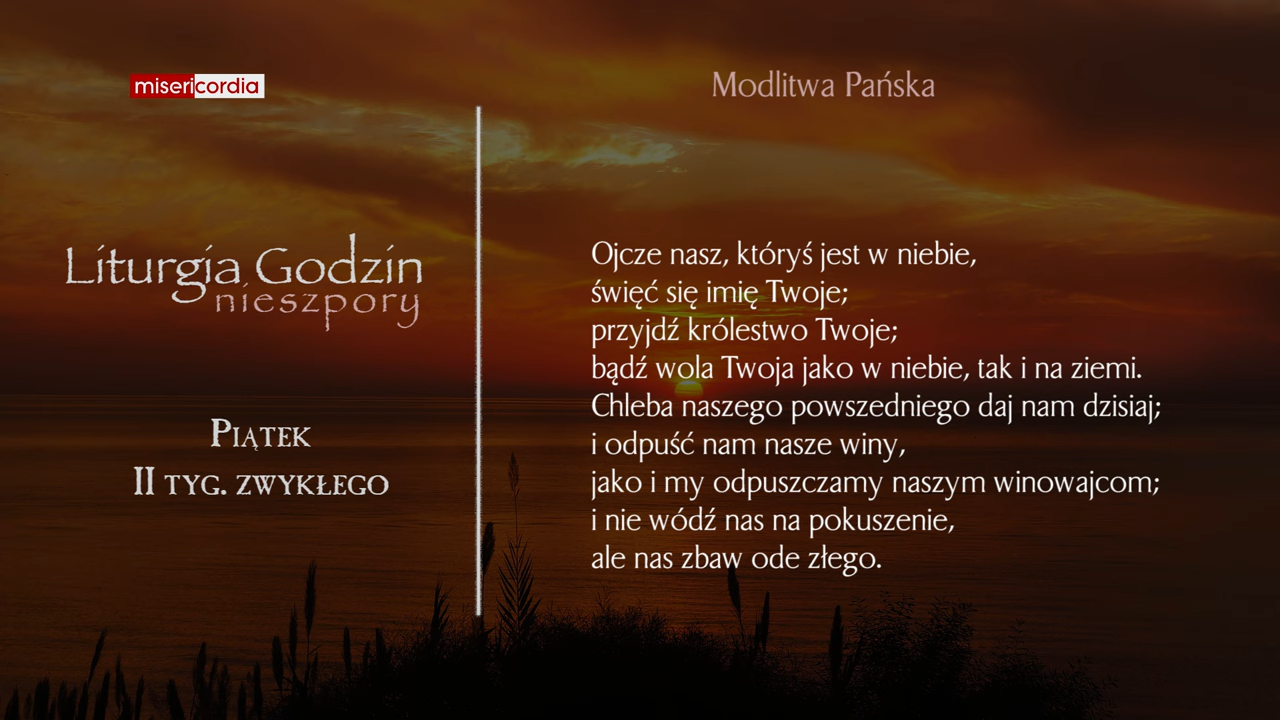 misericordia
Liturgia Godzin
nieszpory
Piątek
II tyg. zwykłego
Modlitwa Pańska
Ojcze nasz, któryś jest w niebie,
święć się imię Twoje;
przyjdź królestwo Twoje;
bądź wola Twoja jako w niebie, tak i na ziemi.
Chleba naszego powszedniego daj nam dzisiaj;
i odpuść nam nasze winy,
jako i my odpuszczamy naszym winowajcom;
i nie wódź nas na pokuszenie,
ale nas zbaw ode złego.